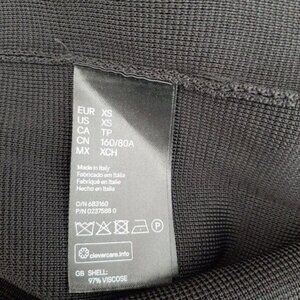 EUR XS
US XS
CA TP
CN 160/80A
MX XCH
Made in Italy
Fabricado em Itália
Fabriqué en Italie
Hecho en Italia
O/N 683160
P/N 0237588 0
P
clevercare.info
GB SHELL:
97% VISCOSE